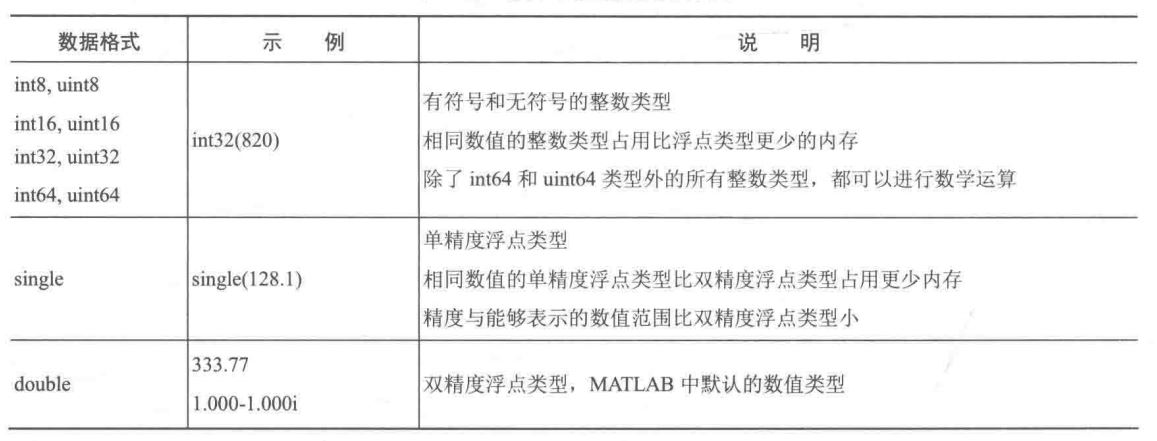 数据格式 示 例 说 明
int8, uint8
int16, uint16
int32, uint32
int64, uint64
int32(820)
有符号和无符号的整数类型
相同数值的整数类型占用比浮点类型更少的内存
除了 int64 和 uint64 类型外的所有整数类型，都可以进行数学运算
single
single(128.1)
单精度浮点类型
相同数值的单精度浮点类型比双精度浮点类型占用更少内存
精度与能够表示的数值范围比双精度浮点类型小
double
333.77
1.000-1.000i
双精度浮点类型，MATLAB 中默认的数值类型